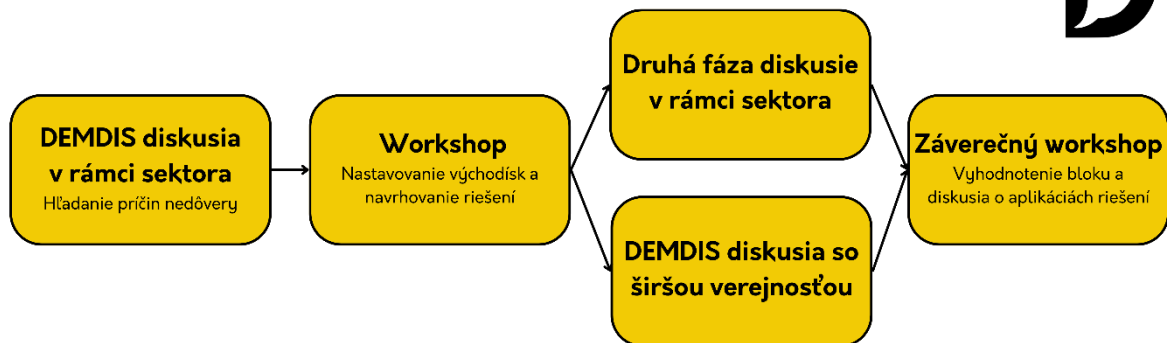 DEMDIS diskusia
v rámci sektora
Hľadanie príčin nedôvery
Workshop
Nastavovanie východísk a
navrhovanie riešení
Druhá fáza diskusie
v rámci sektora
DEMDIS diskusia so
širšou verejnosťou
Záverečný workshop
Vyhodnotenie bloku a
diskusia o aplikáciách riešení